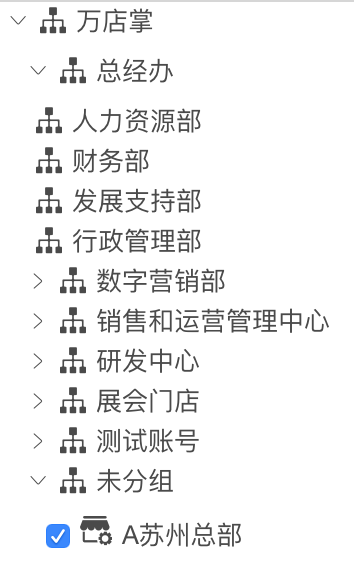 万店掌
总经办
人力资源部
财务部
发展支持部
行政管理部
数字营销部
销售和运营管理中心
研发中心
展会门店
测试账号
未分组
A苏州总部